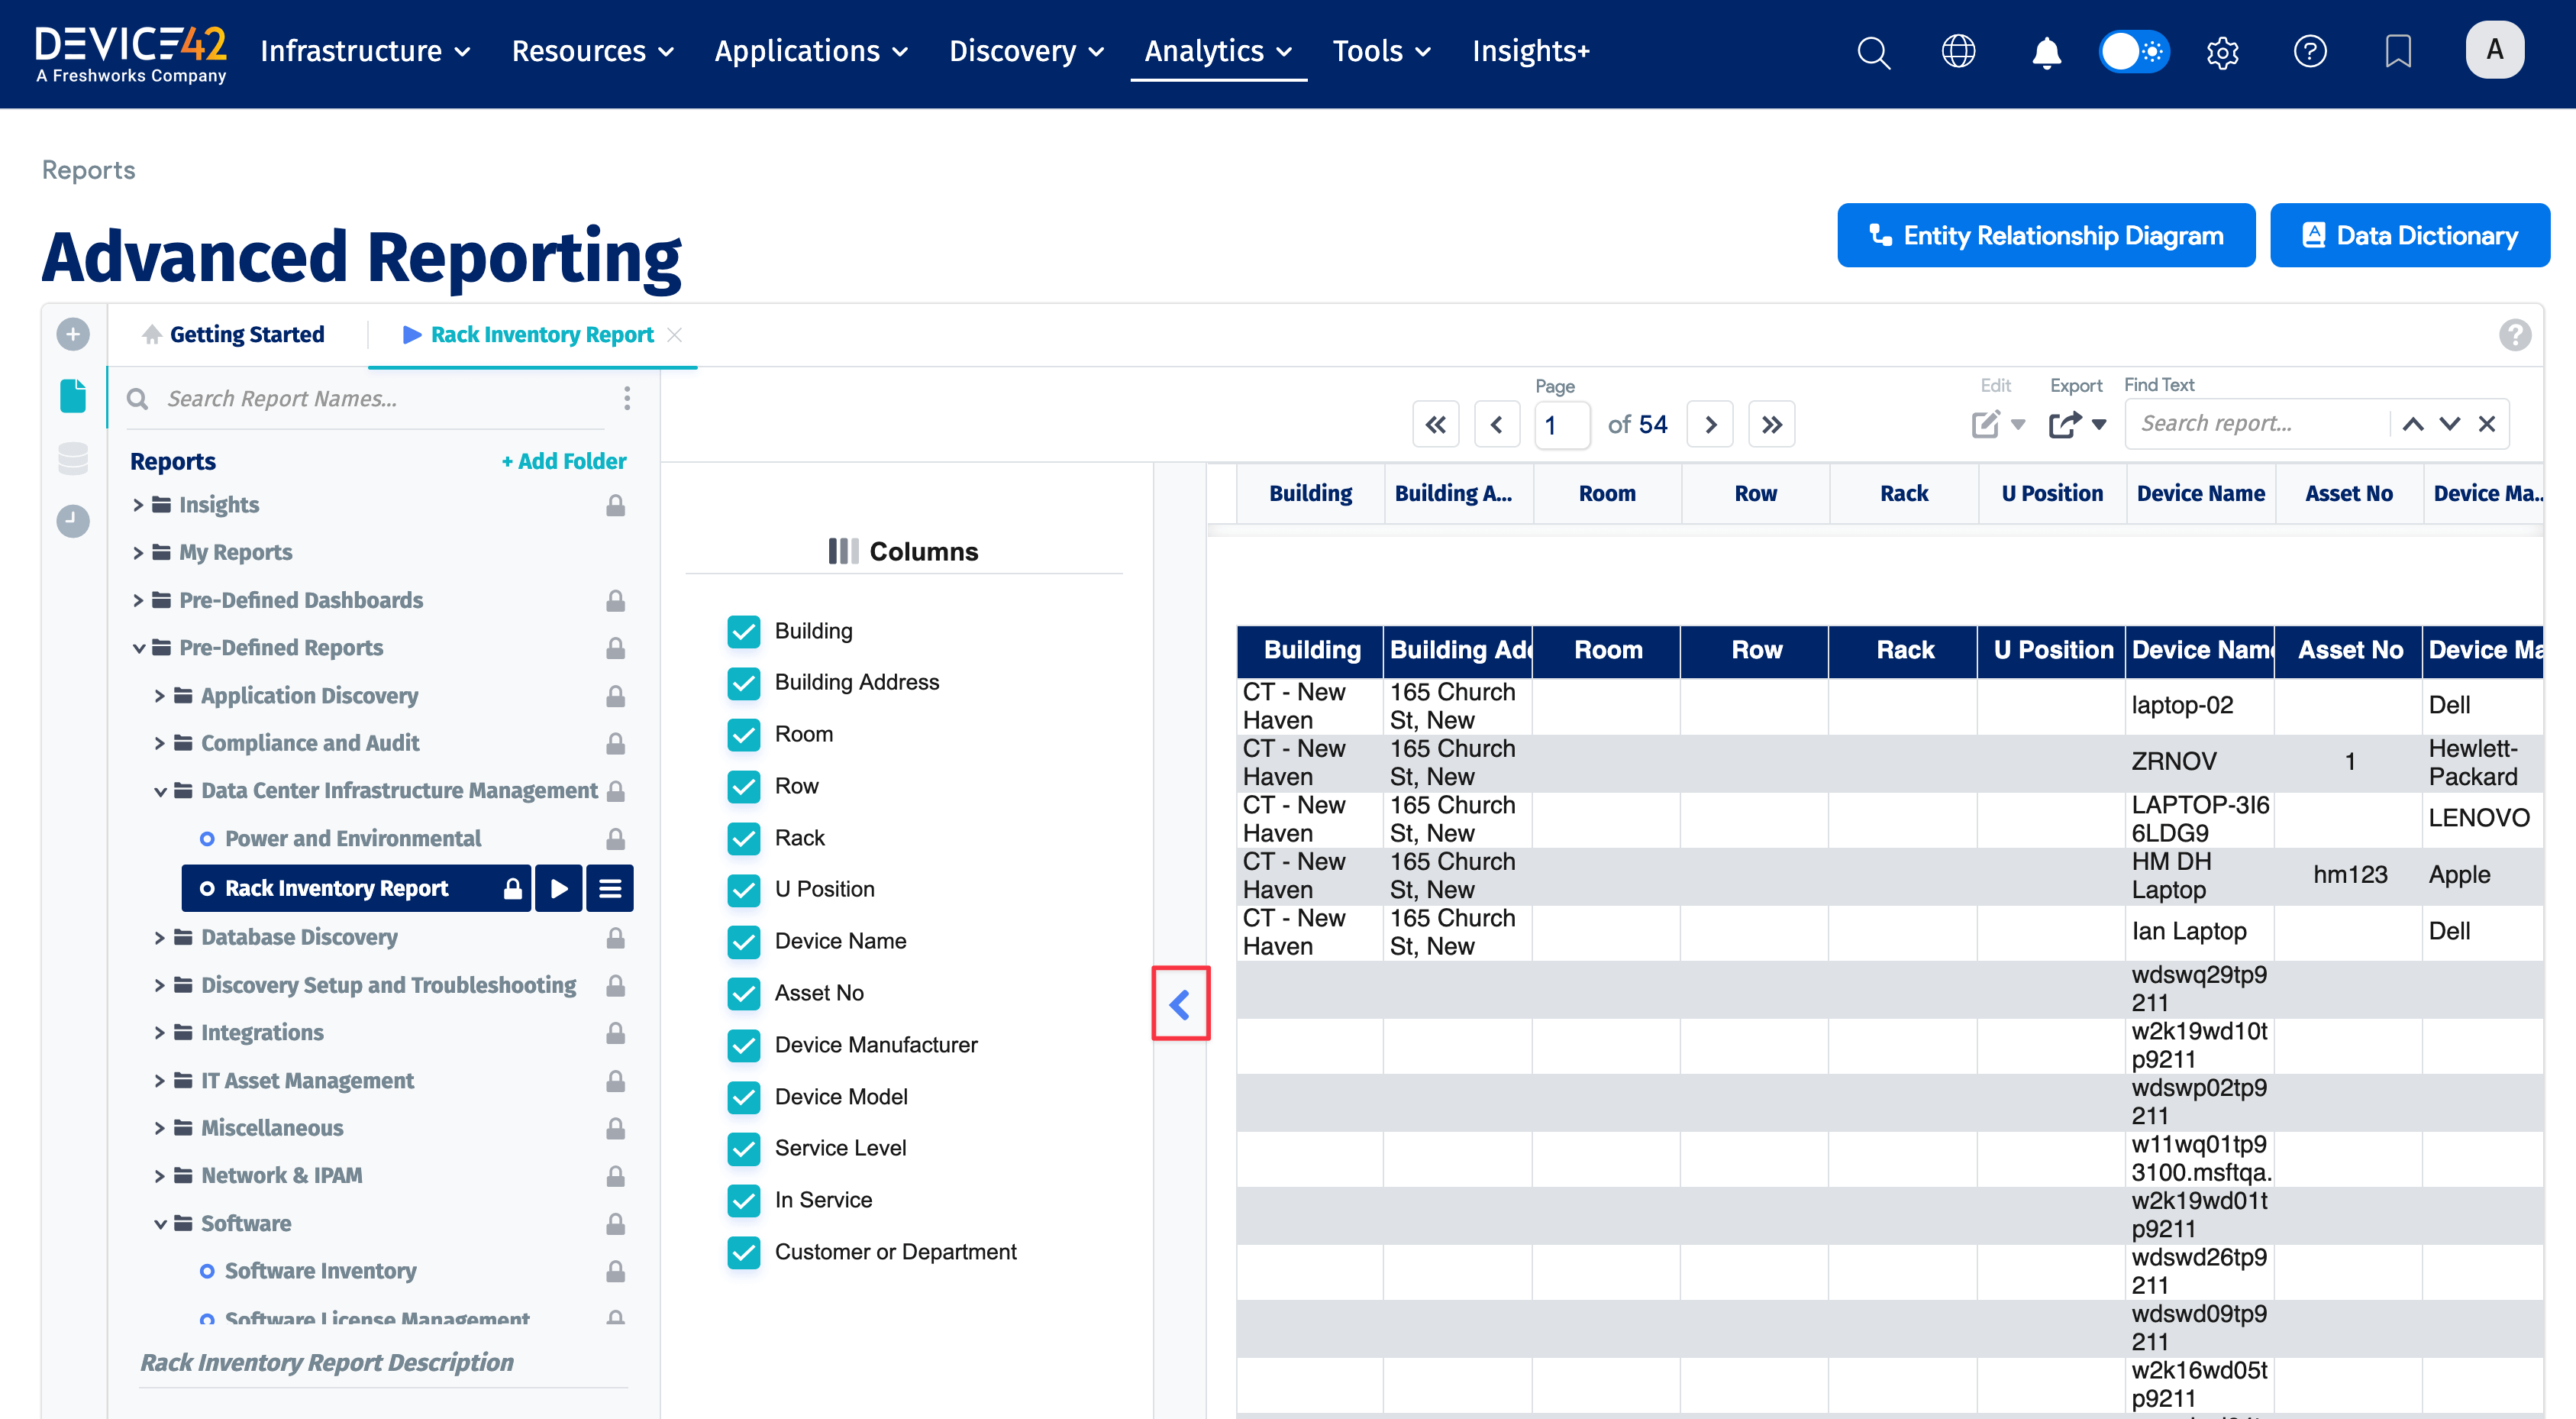 DEVICE42
A Freshworks Company
Infrastructure
Resources
Applications
Discovery
Analytics
Tools
Insights+
A
Reports
Advanced Reporting
Entity Relationship Diagram
Data Dictionary
Getting Started
Rack Inventory Report
Search Report Names...
Reports
+ Add Folder
Insights
My Reports
Pre-Defined Dashboards
Pre-Defined Reports
Application Discovery
Compliance and Audit
Data Center Infrastructure Management
Power and Environmental
Rack Inventory Report
Database Discovery
Discovery Setup and Troubleshooting
Integrations
IT Asset Management
Miscellaneous
Network & IPAM
Software
Software Inventory
Software License Management
Rack Inventory Report Description
Page
1 of 54
Edit
Export
Find Text
Search report...
Columns
Building
Building Address
Room
Row
Rack
U Position
Device Name
Asset No
Device Manufacturer
Device Model
Service Level
In Service
Customer or Department
Building Building A... Room Row Rack U Position Device Name Asset No Device Ma..
Building Building Add Room Row Rack U Position Device Name Asset No Device Ma
CT - New Haven 165 Church St, New laptop-02 Dell
CT - New Haven 165 Church St, New ZRNOV 1 Hewlett-Packard
CT - New Haven 165 Church St, New LAPTOP-3I66LDG9 LENOVO
CT - New Haven 165 Church St, New HM DH Laptop hm123 Apple
CT - New Haven 165 Church St, New Ian Laptop Dell
wdswq29tp9
211
w2k19wd10t
p9211
wdswp02tp9
211
w11wq01tp9
3100.msftqa.
w2k19wd01t
p9211
wdswd26tp9
211
wdswd09tp9
211
w2k16wd05t
p9211